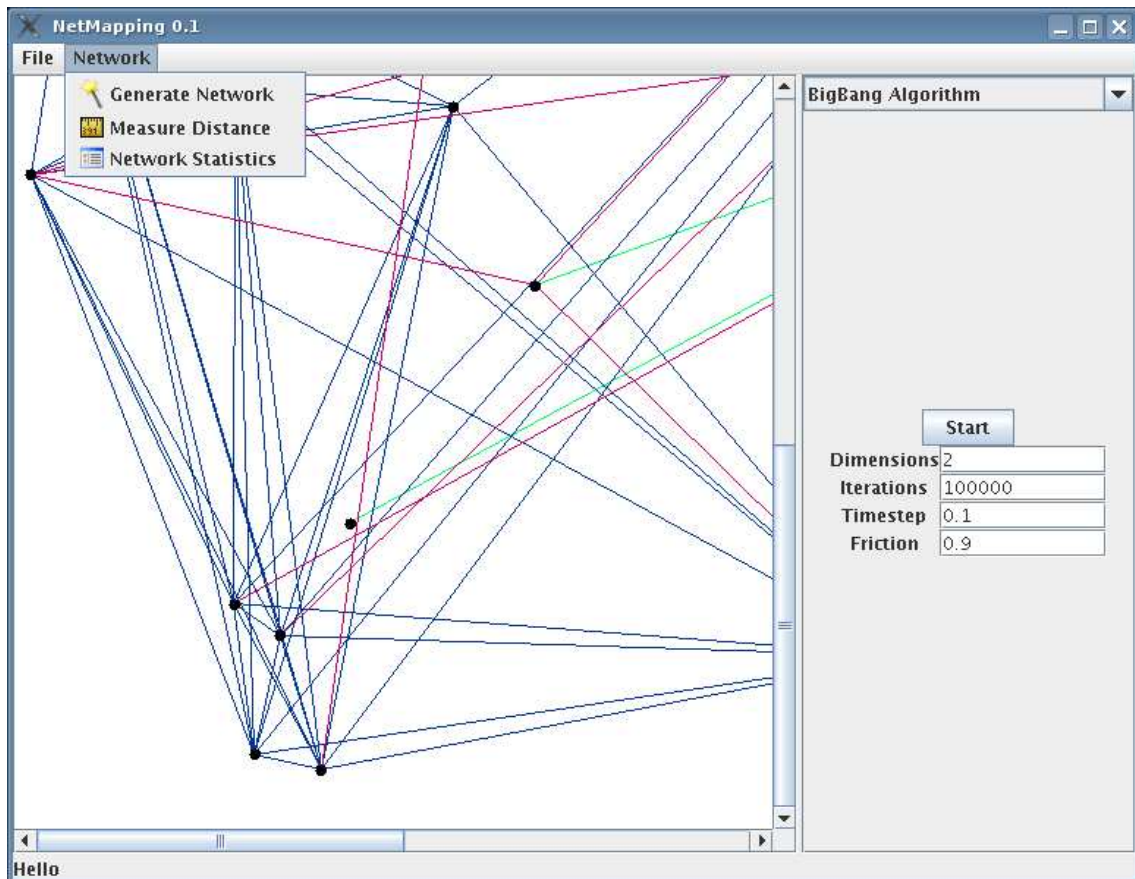 NetMapping 0.1
File Network
Generate Network
Measure Distance
Network Statistics
BigBang Algorithm
Start
Dimensions 2
Iterations 100000
Timestep 0.1
Friction 0.9
Hello